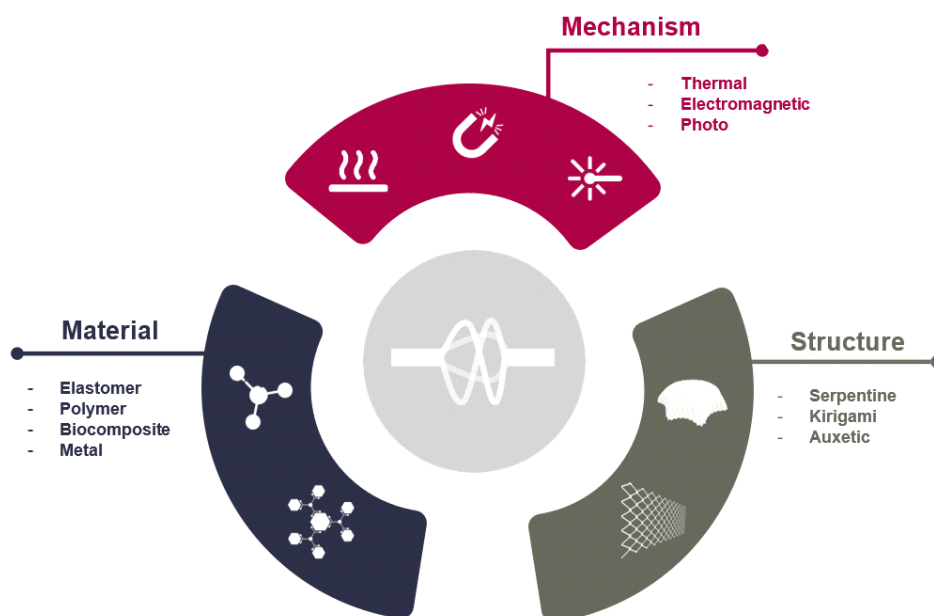 Mechanism
- Thermal
- Electromagnetic
- Photo
Material
- Elastomer
- Polymer
- Biocomposite
- Metal
Structure
- Serpentine
- Kirigami
- Auxetic